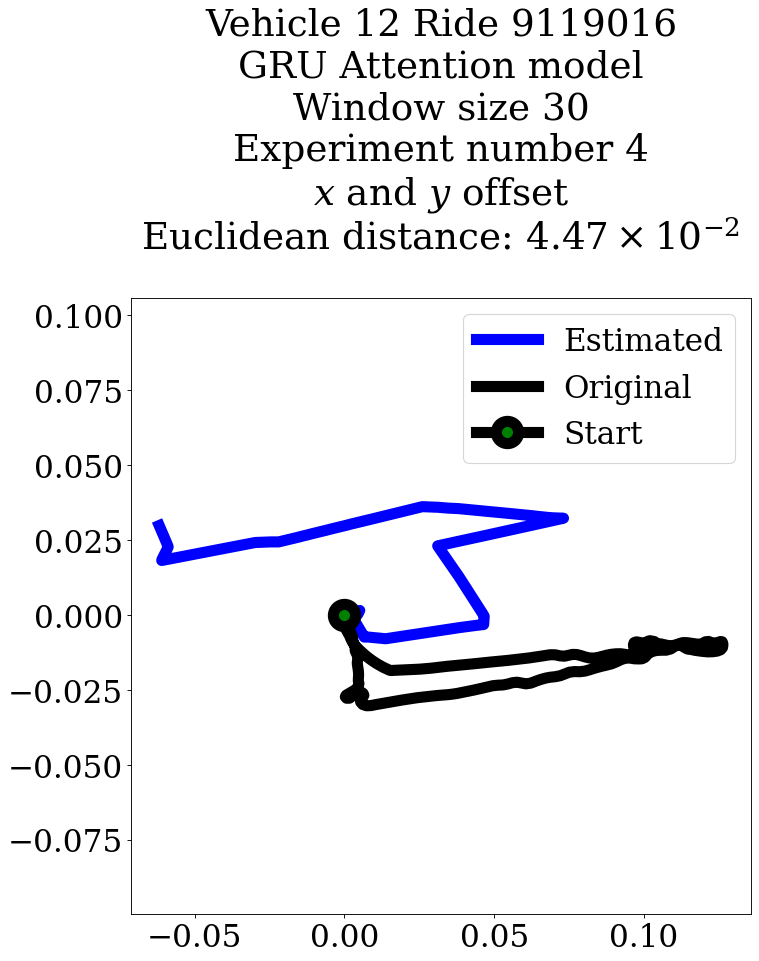 Vehicle 12 Ride 9119016
GRU Attention model
Window size 30
Experiment number 4
x and y offset
Euclidean distance: 4.47 × 10⁻²
Estimated
Original
Start
0.100
0.075
0.050
0.025
0.000
−0.025
−0.050
−0.075
−0.05 0.00 0.05 0.10